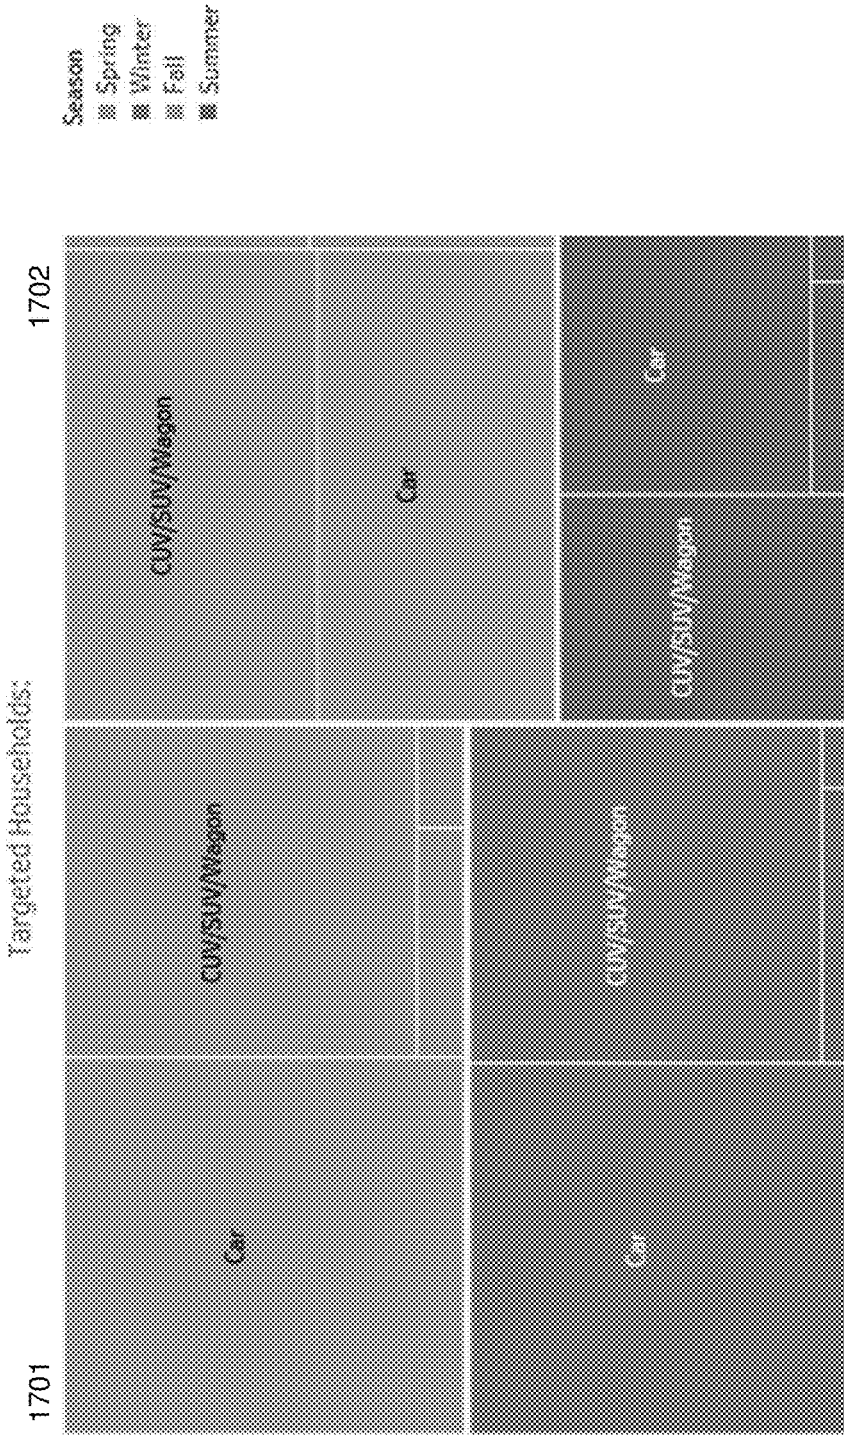 Targeted Households:
1701
1702
Season
Spring
Winter
Fall
Summer
Car
CUV/SUV/Wagon
CUV/SUV/Wagon
Car
Car
CUV/SUV/Wagon
CUV/SUV/Wagon
Car